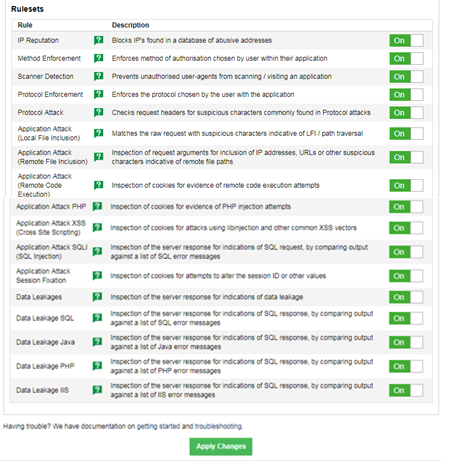 Rulesets
Rule Description
IP Reputation ? Blocks IP's found in a database of abusive addresses On
Method Enforcement ? Enforces method of authorisation chosen by user within their application On
Scanner Detection ? Prevents unauthorised user-agents from scanning / visiting an application On
Protocol Enforcement ? Enforces the protocol chosen by the user with the application On
Protocol Attack ? Checks request headers for suspicious characters commonly found in Protocol attacks On
Application Attack
(Local File Inclusion) ? Matches the raw request with suspicious characters indicative of LFI / path traversal On
Application Attack
(Remote File Inclusion) ? Inspection of request arguments for inclusion of IP addresses, URLs or other suspicious
characters indicative of remote file paths On
Application Attack
(Remote Code
Execution) ? Inspection of cookies for evidence of remote code execution attempts On
Application Attack PHP ? Inspection of cookies for evidence of PHP injection attempts On
Application Attack XSS
(Cross Site Scripting) ? Inspection of cookies for attacks using libinjection and other common XSS vectors On
Application Attack SQLI
(SQL Injection) ? Inspection of the server response for indications of SQL request, by comparing output
against a list of SQL error messages On
Application Attack
Session Fixation ? Inspection of cookies for attempts to alter the session ID or other values On
Data Leakages ? Inspection of the server response for indications of data leakage On
Data Leakage SQL ? Inspection of the server response for indications of SQL response, by comparing output
against a list of SQL error messages On
Data Leakage Java ? Inspection of the server response for indications of SQL response, by comparing output
against a list of Java error messages On
Data Leakage PHP ? Inspection of the server response for indications of SQL response, by comparing output
against a list of PHP error messages On
Data Leakage IIS ? Inspection of the server response for indications of SQL response, by comparing output
against a list of IIS error messages On
Having trouble? We have documentation on getting started and troubleshooting.
Apply Changes